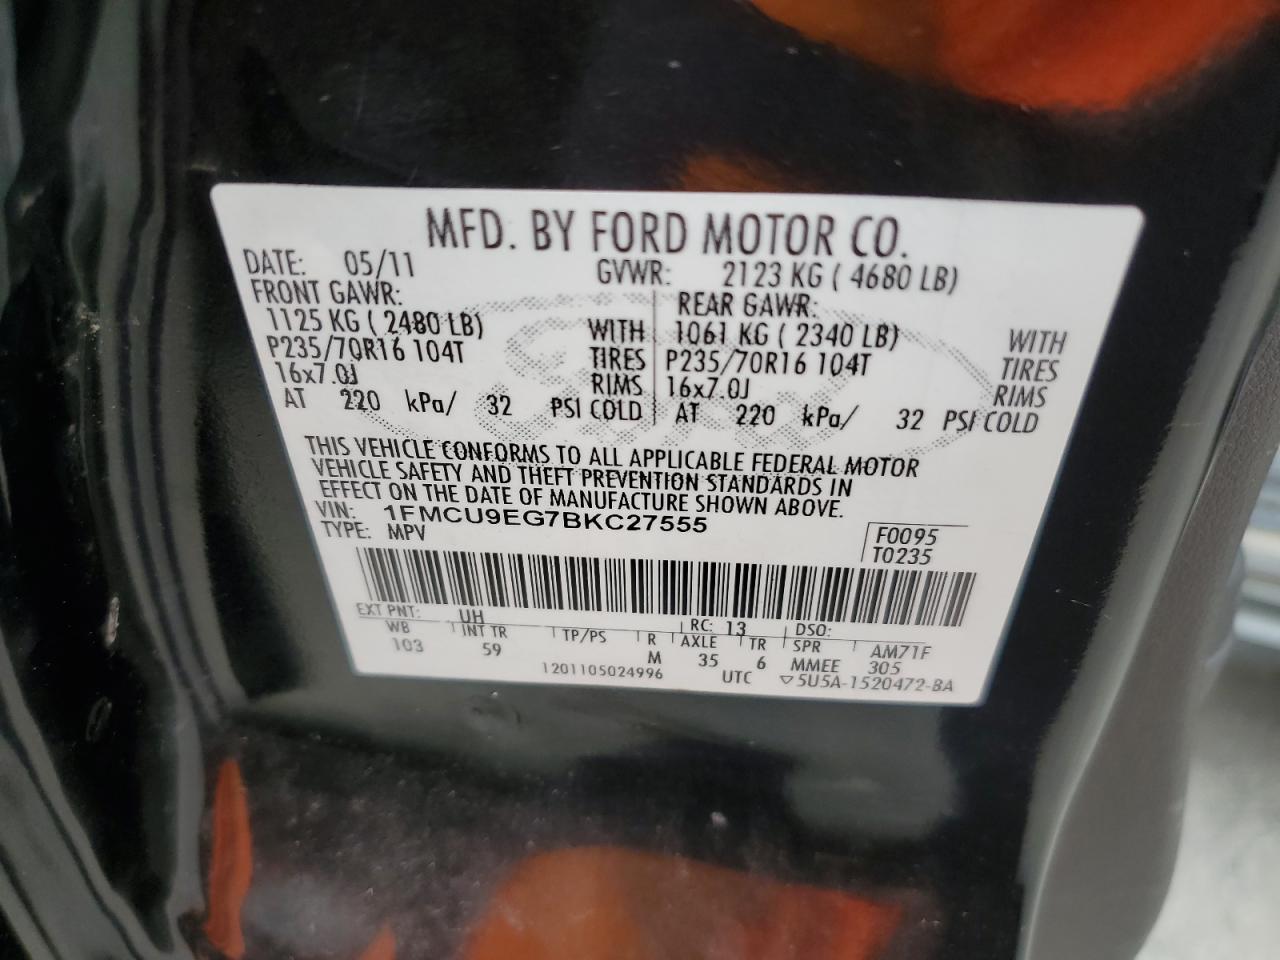 MFD. BY FORD MOTOR CO.
DATE: 05/11 GVWR: 2123 KG ( 4680 LB)
FRONT GAWR: REAR GAWR:
1125 KG ( 2480 LB) WITH 1061 KG ( 2340 LB) WITH
P235/70R16 104T TIRES P235/70R16 104T TIRES
16x7.0J RIMS 16x7.0J RIMS
AT 220 kPa/ 32 PSI COLD AT 220 kPa/ 32 PSI COLD
THIS VEHICLE CONFORMS TO ALL APPLICABLE FEDERAL MOTOR
VEHICLE SAFETY AND THEFT PREVENTION STANDARDS IN
EFFECT ON THE DATE OF MANUFACTURE SHOWN ABOVE.
VIN: 1FMCU9EG7BKC27555
TYPE: MPV
F0095
T0235
EXT PNT: UH RC: 13 DSO:
WB INT TR TP/PS R AXLE TR SPR AM71F
103 59 M 35 6 MMEE 305
1201105024996 UTC ▽5U5A-1520472-BA